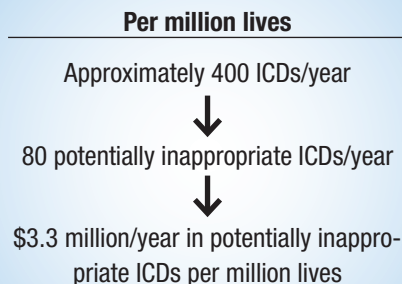 Per million lives
Approximately 400 ICDs/year
80 potentially inappropriate ICDs/year
$3.3 million/year in potentially inappro-
priate ICDs per million lives